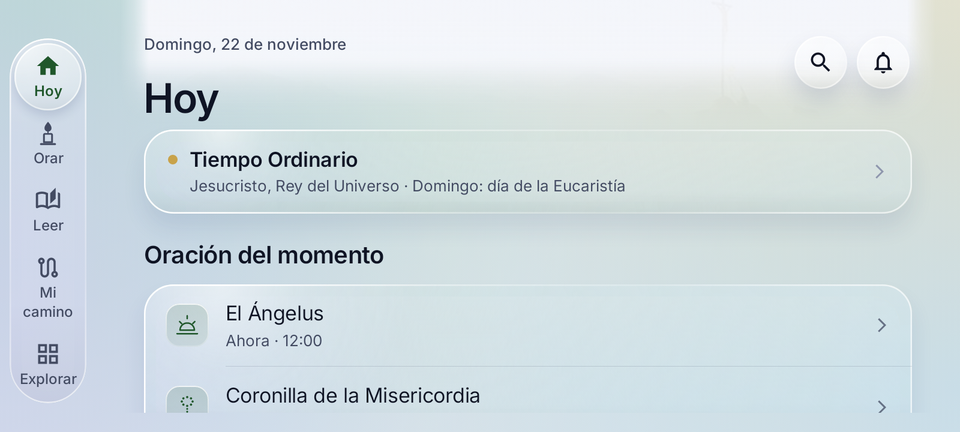 Domingo, 22 de noviembre
Hoy
Tiempo Ordinario
Jesucristo, Rey del Universo · Domingo: día de la Eucaristía
Oración del momento
El Ángelus
Ahora · 12:00
Coronilla de la Misericordia
Hoy
Orar
Leer
Mi
camino
Explorar